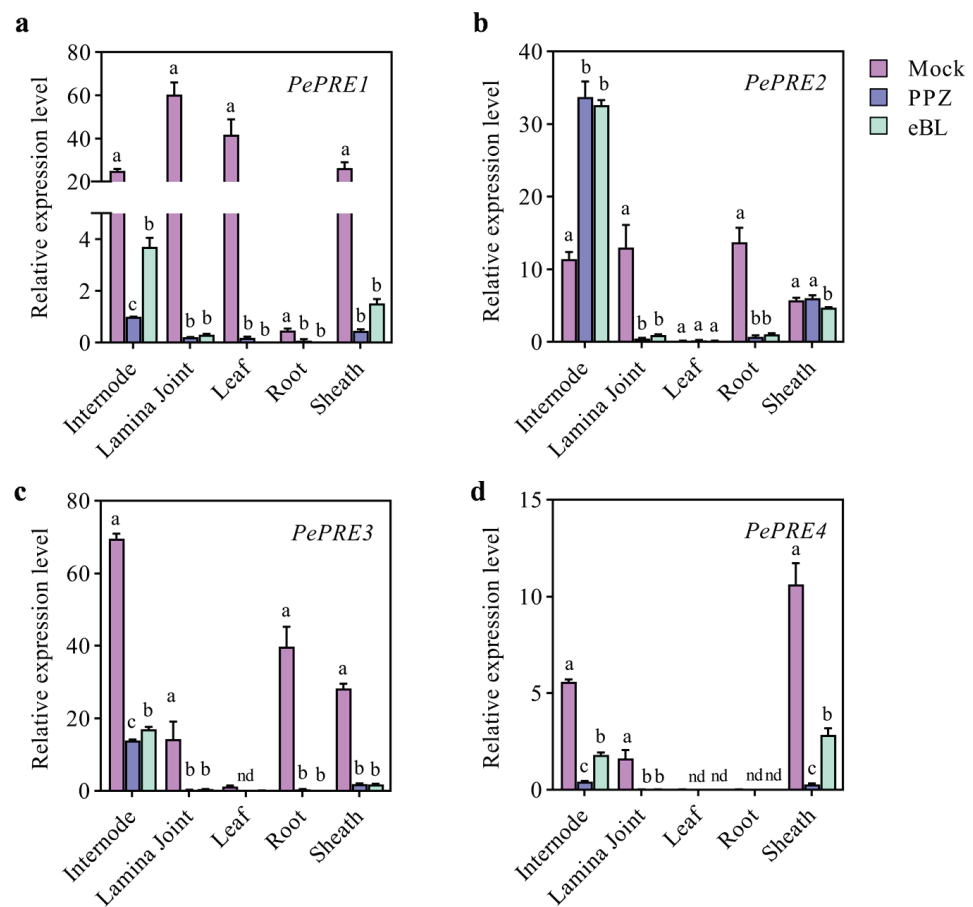 a
PePRE1
Relative expression level
80
60
40
20
4
2
0
a a a a
b
c b b b b a b b b
Internode
Lamina Joint
Leaf
Root
Sheath
b
PePRE2
Relative expression level
40
30
20
10
0
a b b
a b b
a a a
a b b
a a b
Internode
Lamina Joint
Leaf
Root
Sheath
Mock
PPZ
eBL
c
PePRE3
Relative expression level
80
60
40
20
0
a c b
a b b
nd
a b b
a b b
Internode
Lamina Joint
Leaf
Root
Sheath
d
PePRE4
Relative expression level
15
10
5
0
a c b
a b b
nd nd
nd nd
a c b
Internode
Lamina Joint
Leaf
Root
Sheath